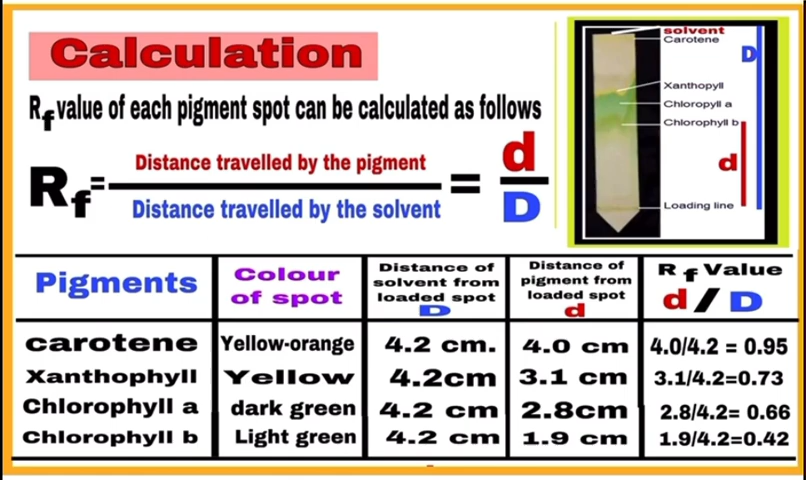 Calculation
Rf value of each pigment spot can be calculated as follows
Rf = Distance travelled by the pigment / Distance travelled by the solvent = d / D
solvent
Carotene
D
Xanthopyll
Chloropyll a
Chlorophyll b
d
Loading line
Pigments | Colour of spot | Distance of solvent from loaded spot D | Distance of pigment from loaded spot d | Rf Value d/D
carotene | Yellow-orange | 4.2 cm. | 4.0 cm | 4.0/4.2 = 0.95
Xanthophyll | Yellow | 4.2cm | 3.1 cm | 3.1/4.2=0.73
Chlorophyll a | dark green | 4.2 cm | 2.8cm | 2.8/4.2= 0.66
Chlorophyll b | Light green | 4.2 cm | 1.9 cm | 1.9/4.2=0.42